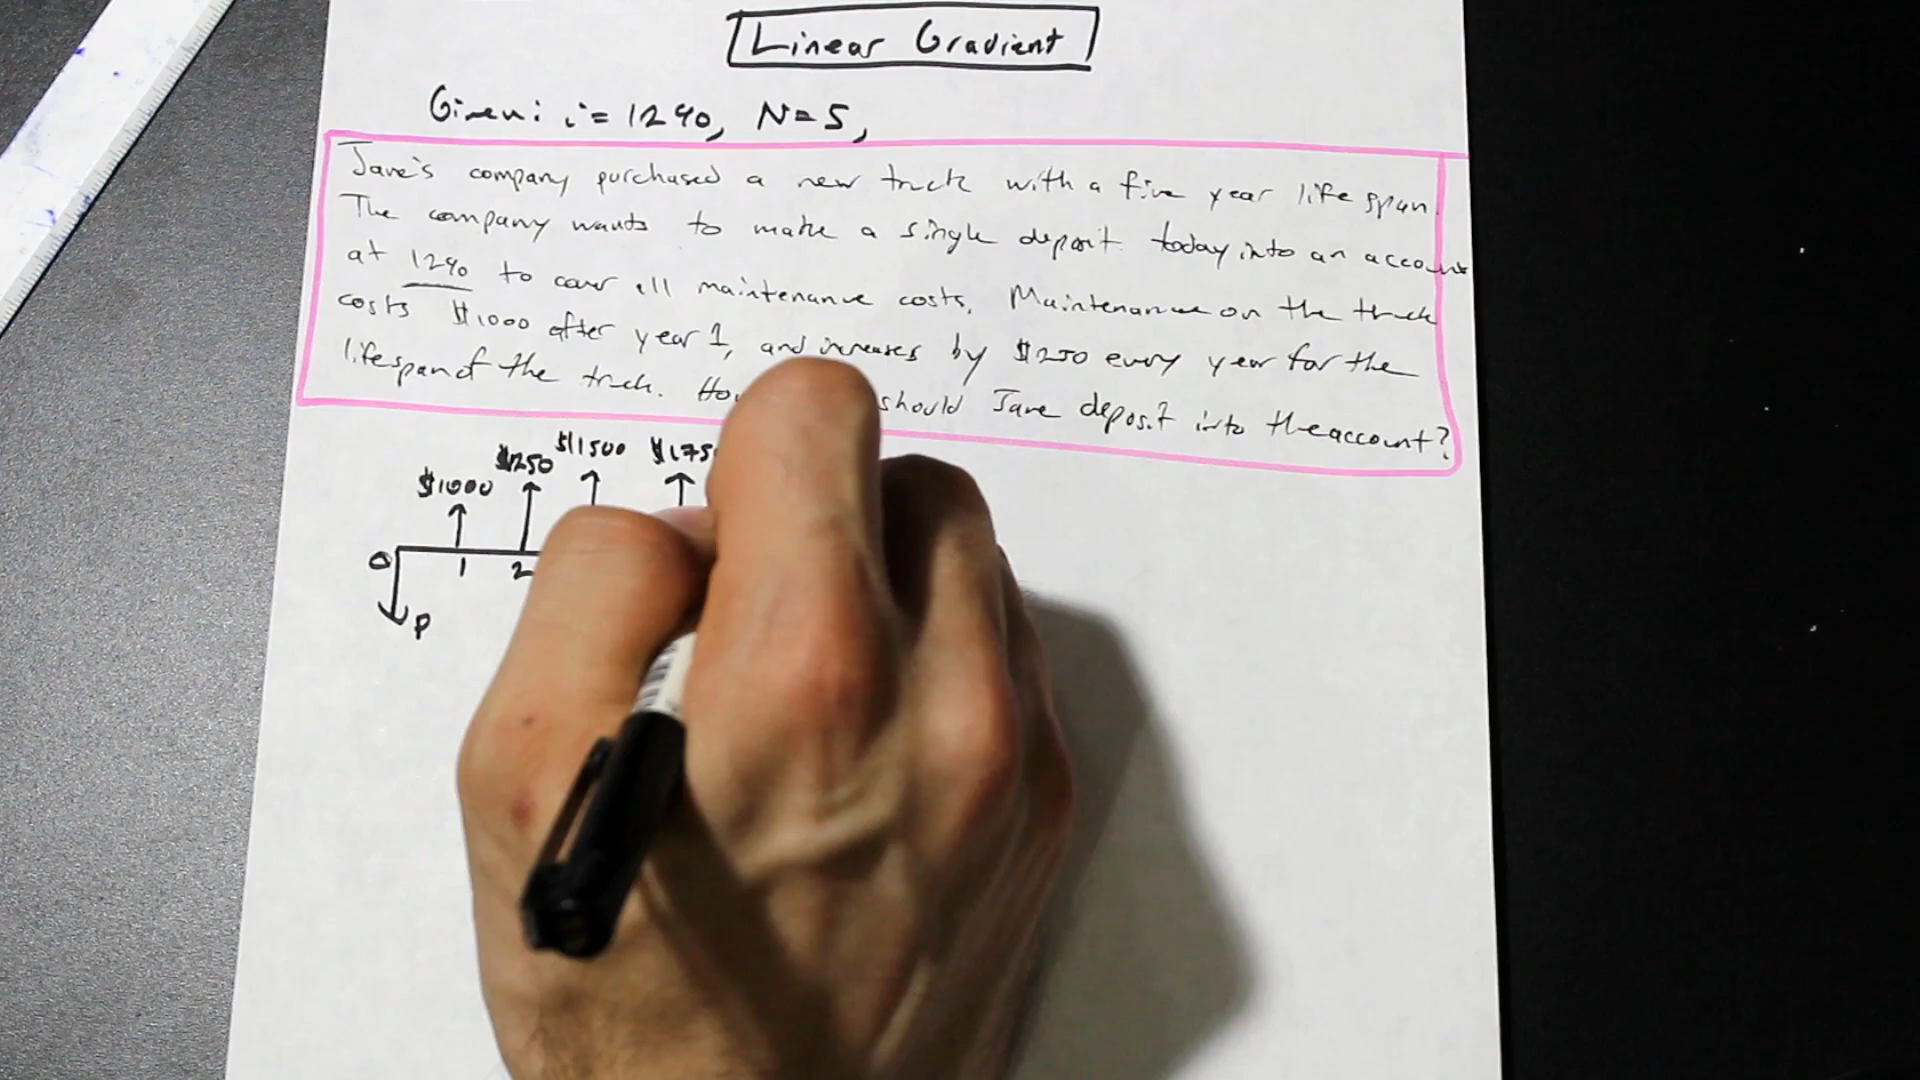 Linear Gradient
Given: i = 12%, N=5,
Jane's company purchased a new truck with a five year life span.
The company wants to make a single deposit today into an account
at 12% to cover all maintenance costs. Maintenance on the truck
costs $1000 after year 1, and increases by $250 every year for the
lifespan of the truck. should Jane deposit into the account?
$1000 $1250 $1500 $1750
0 1 2
P